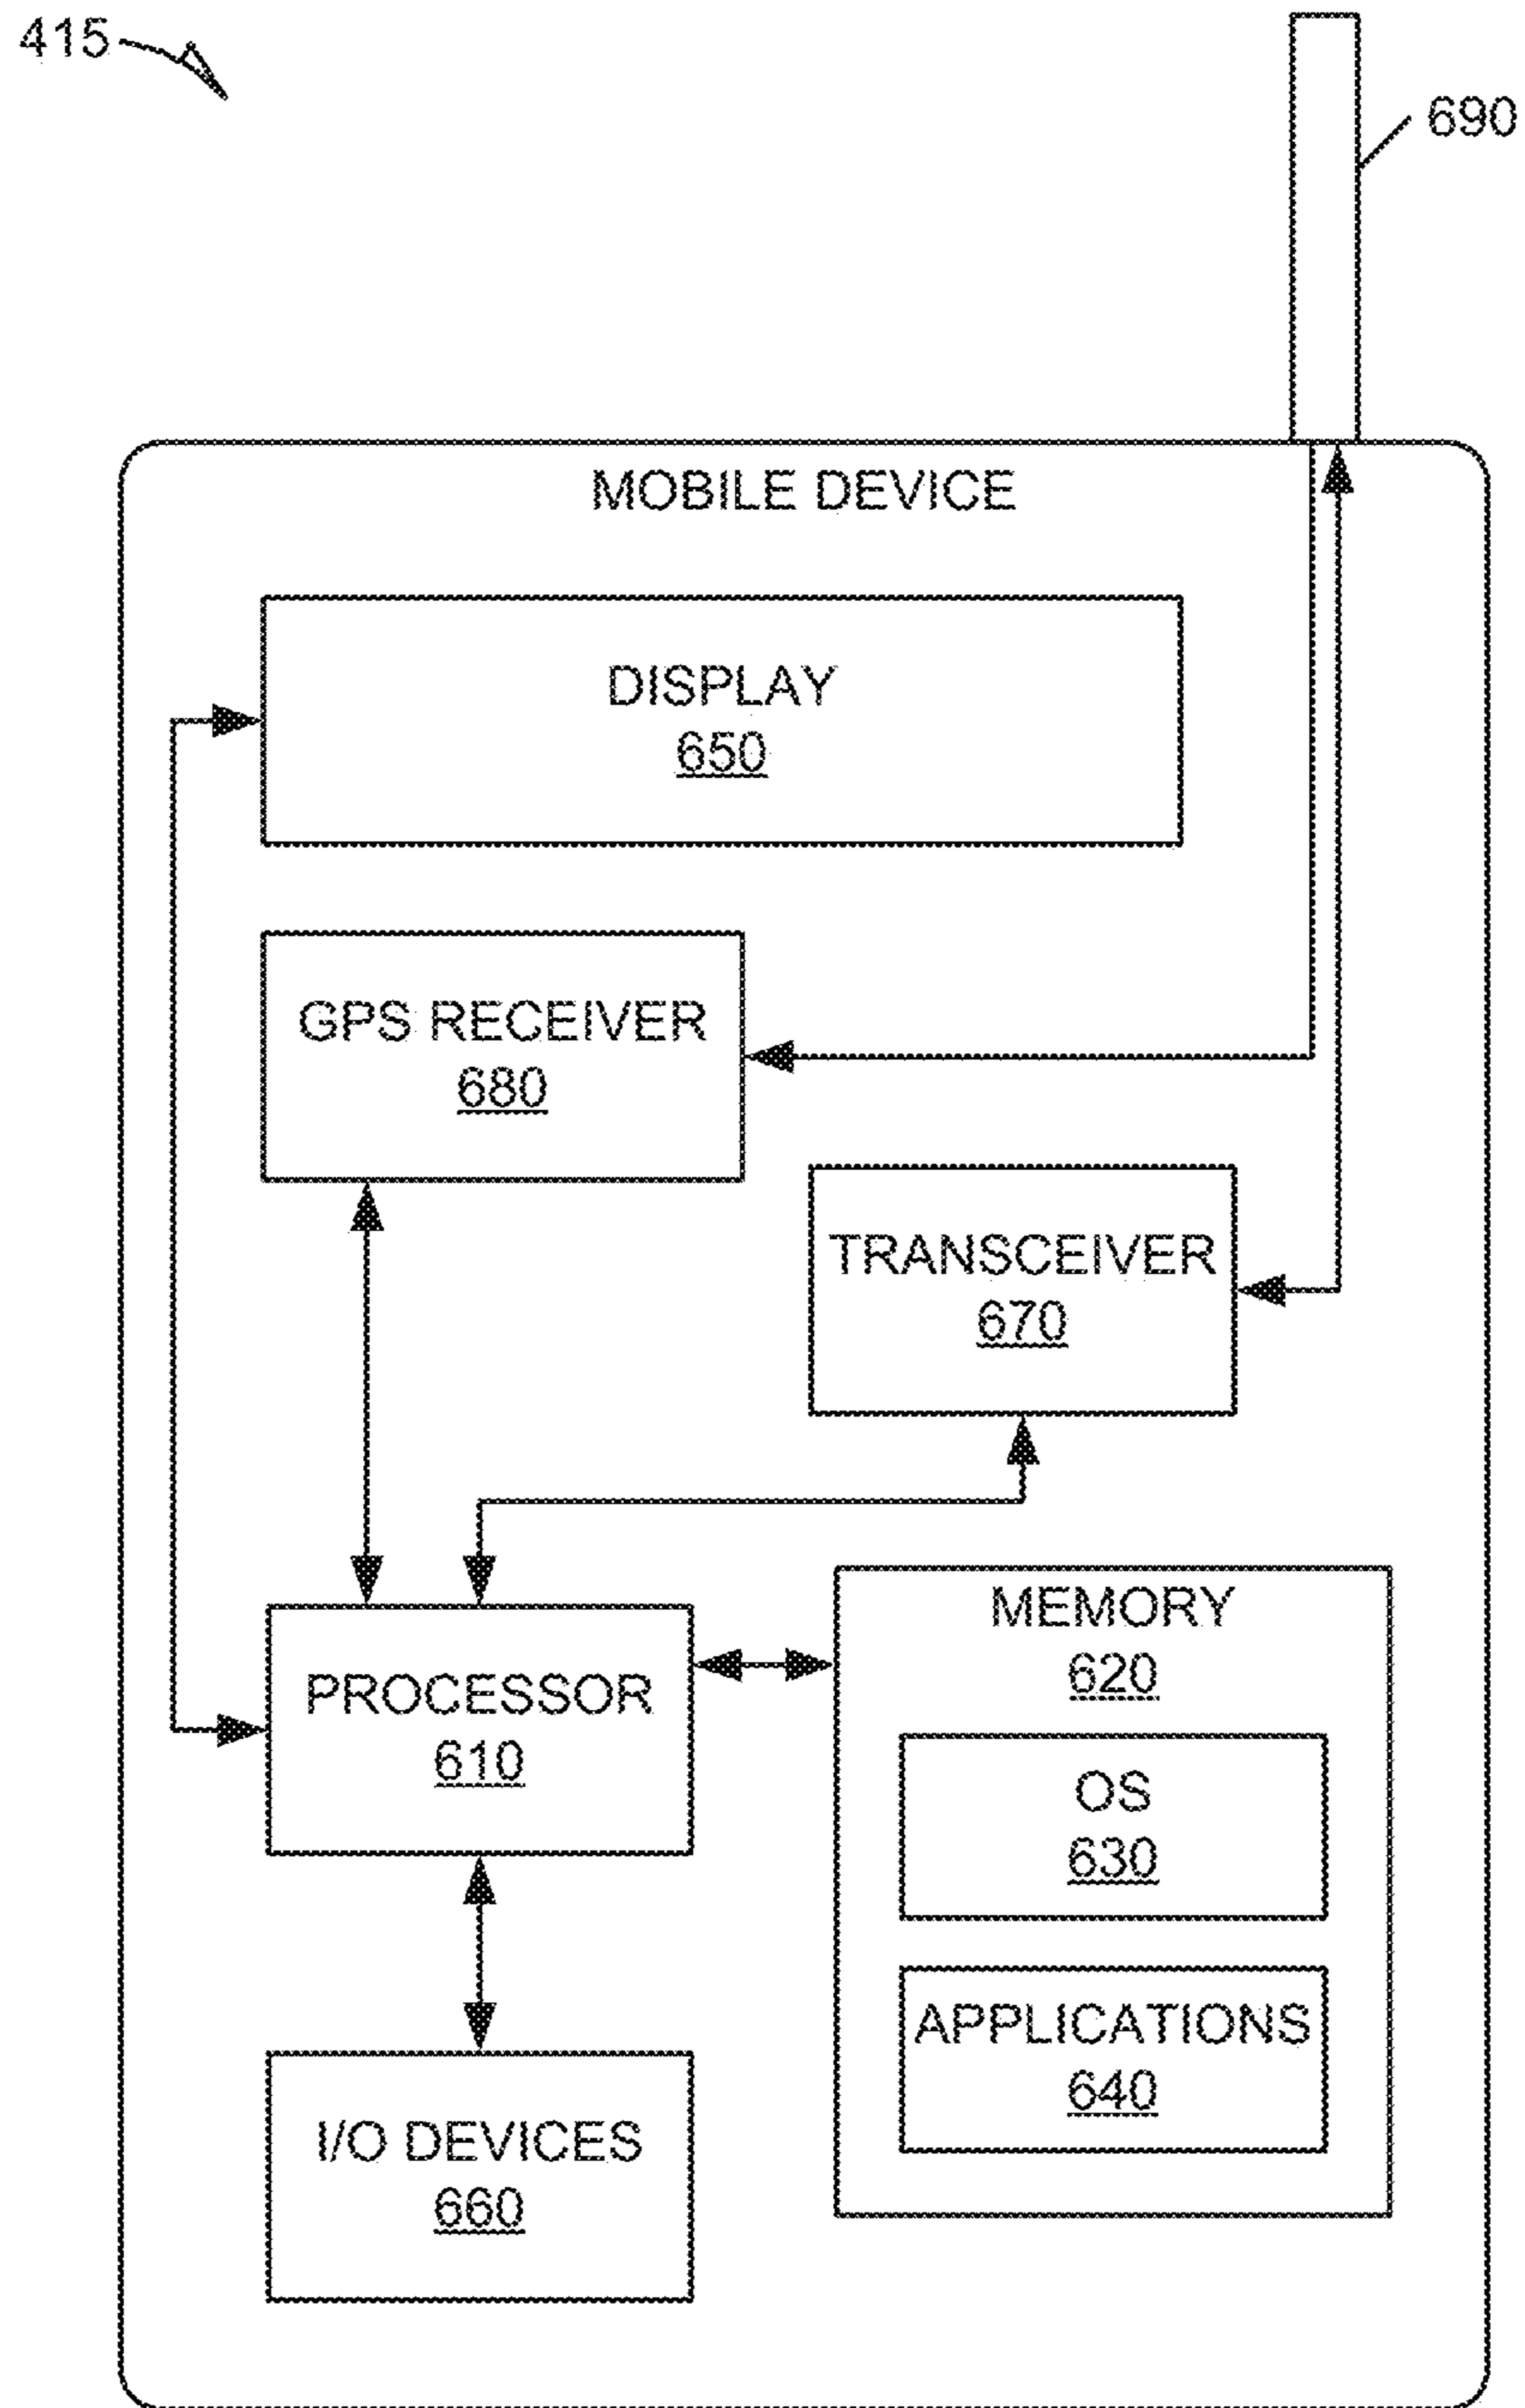 415
690
MOBILE DEVICE
DISPLAY
650
GPS RECEIVER
680
TRANSCEIVER
670
PROCESSOR
610
MEMORY
620
OS
630
APPLICATIONS
640
I/O DEVICES
660